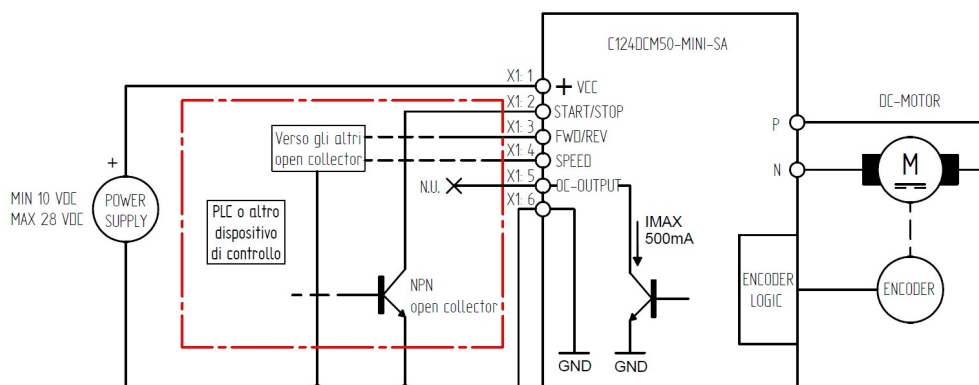 C124DCM50-MINI-SA
X1: 1
+ VCC
X1: 2
START/STOP
X1: 3
FWD/REV
X1: 4
SPEED
X1: 5
OC-OUTPUT
X1: 6
N.U.
Verso gli altri
open collector
PLC o altro
dispositivo
di controllo
NPN
open collector
+
MIN 10 VDC
MAX 28 VDC
POWER
SUPPLY
IMAX
500mA
GND
GND
P
N
DC-MOTOR
M
ENCODER
LOGIC
ENCODER